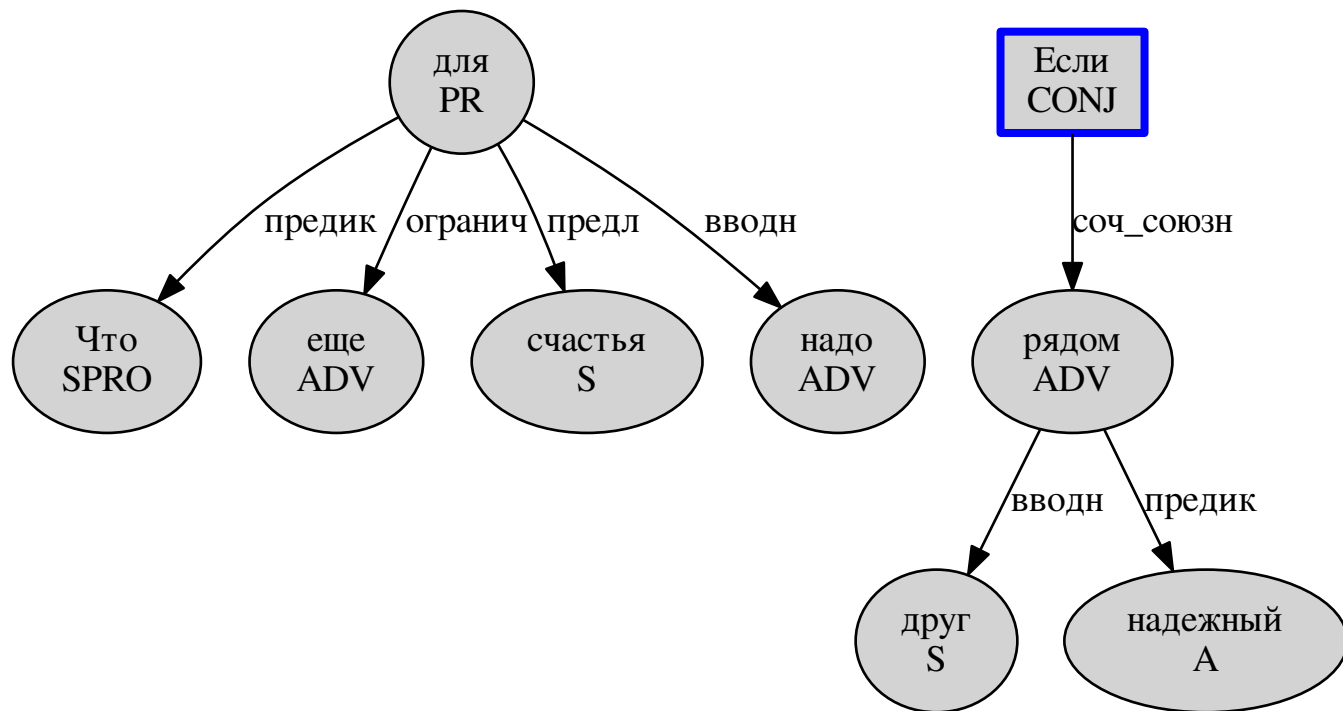 для
PR
Если
CONJ
предик
огранич
предл
вводн
соч_союзн
Что
SPRO
еще
ADV
счастья
S
надо
ADV
рядом
ADV
вводн
предик
друг
S
надежный
A